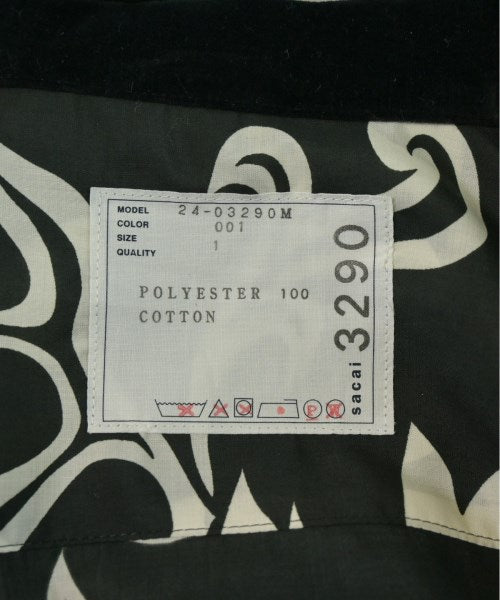 MODEL 24-03290M
COLOR 001
SIZE 1
QUALITY
POLYESTER 100
COTTON
P
sacai 3290